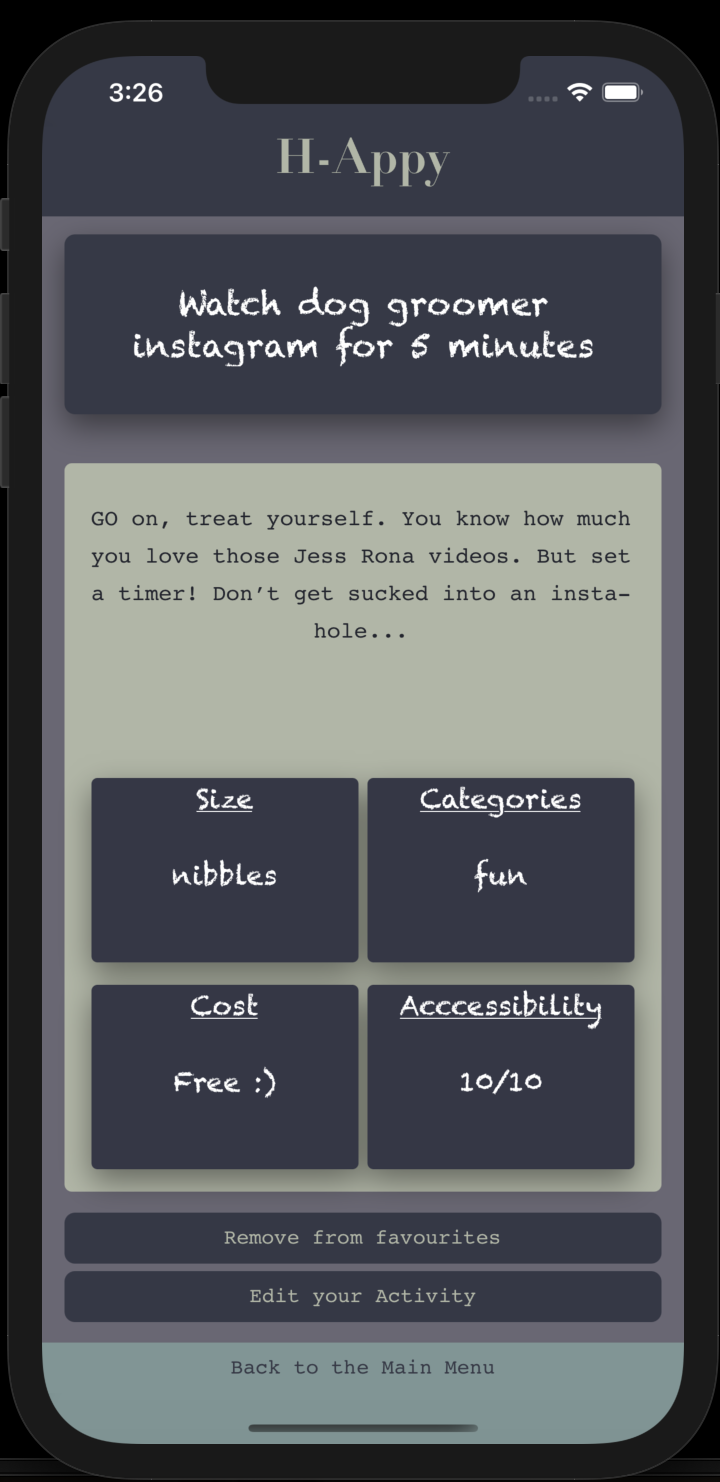 3:26
H-Appy
Watch dog groomer
instagram for 5 minutes
GO on, treat yourself. You know how much
you love those Jess Rona videos. But set
a timer! Don’t get sucked into an insta-
hole...
Size
nibbles
Categories
fun
Cost
Free :)
Acccessibility
10/10
Remove from favourites
Edit your Activity
Back to the Main Menu